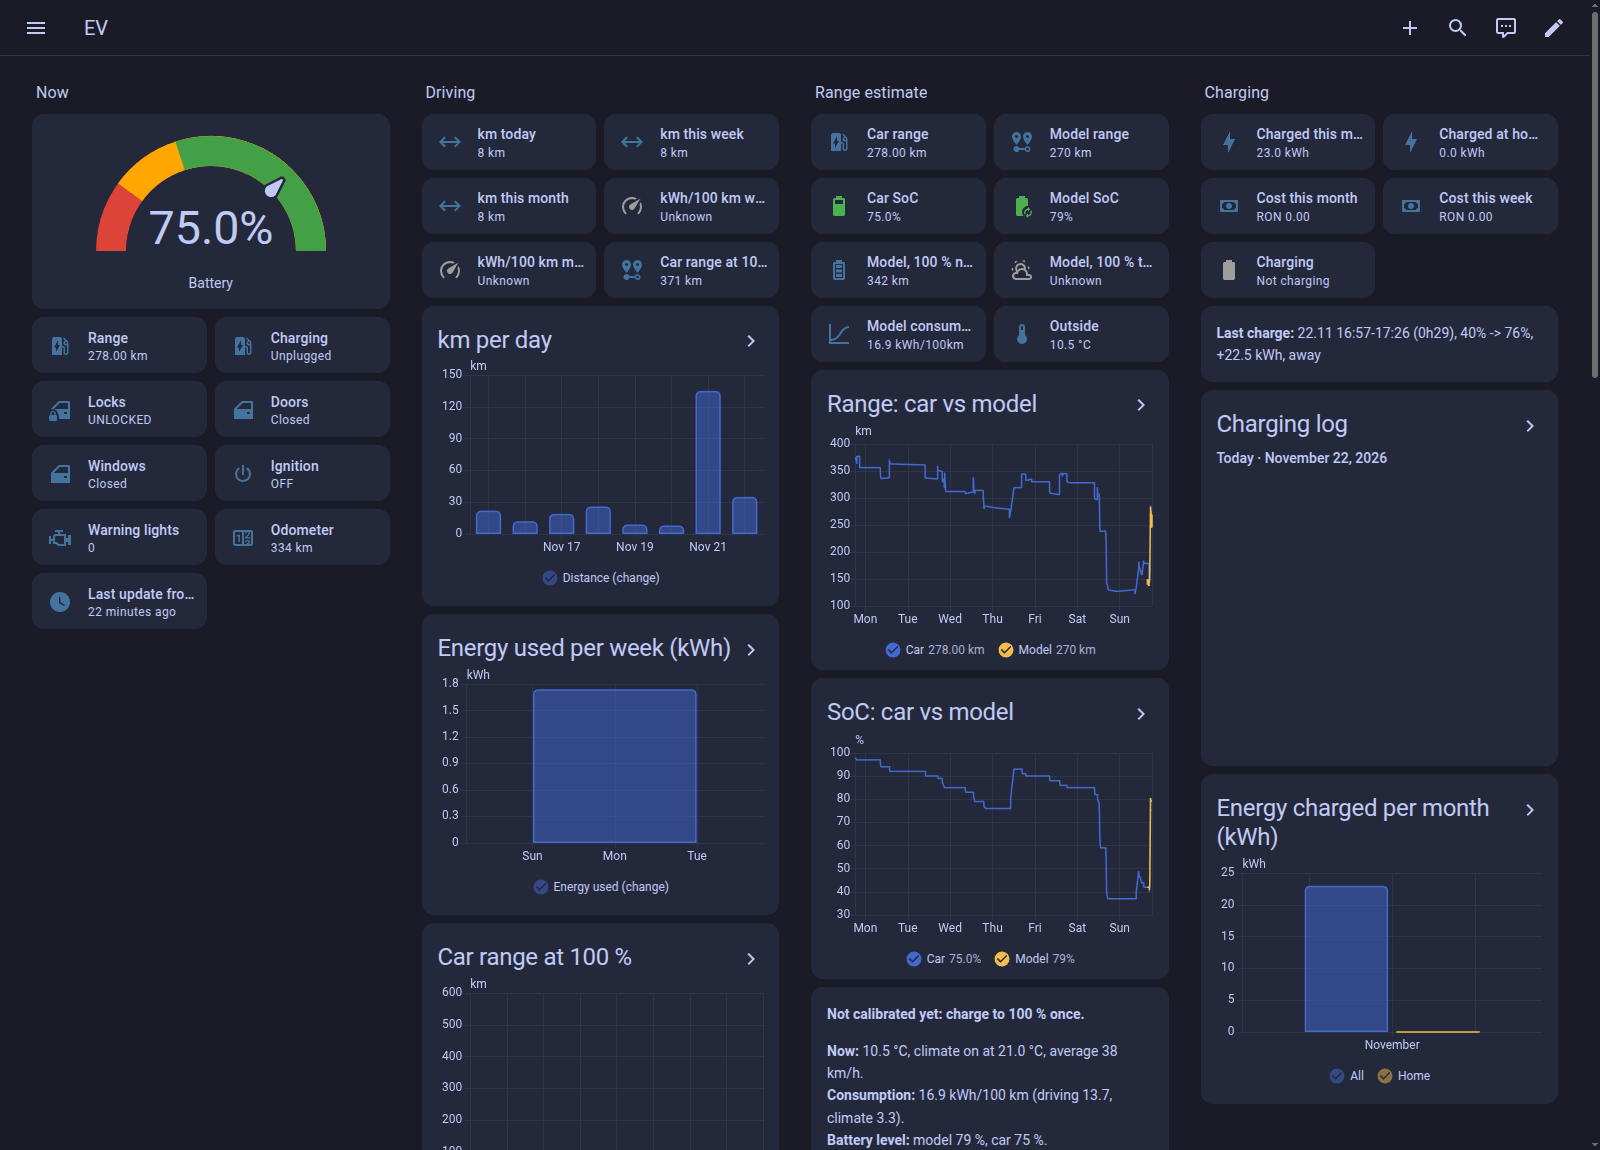 EV
Now
75.0%
Battery
Range
278.00 km
Charging
Unplugged
Locks
UNLOCKED
Doors
Closed
Windows
Closed
Ignition
OFF
Warning lights
0
Odometer
334 km
Last update fro...
22 minutes ago
Driving
km today
8 km
km this week
8 km
km this month
8 km
kWh/100 km w...
Unknown
kWh/100 km m...
Unknown
Car range at 10...
371 km
km per day
km
150
120
90
60
30
0
Nov 17
Nov 19
Nov 21
Distance (change)
Energy used per week (kWh)
kWh
1.8
1.5
1.2
0.9
0.6
0.3
0
Sun
Mon
Tue
Energy used (change)
Car range at 100 %
km
600
500
400
300
200
100
Range estimate
Car range
278.00 km
Model range
270 km
Car SoC
75.0%
Model SoC
79%
Model, 100 % n...
342 km
Model, 100 % t...
Unknown
Model consum...
16.9 kWh/100km
Outside
10.5 °C
Range: car vs model
km
400
350
300
250
200
150
100
Mon
Tue
Wed
Thu
Fri
Sat
Sun
Car 278.00 km
Model 270 km
SoC: car vs model
%
100
90
80
70
60
50
40
30
Mon
Tue
Wed
Thu
Fri
Sat
Sun
Car 75.0%
Model 79%
Not calibrated yet: charge to 100 % once.
Now: 10.5 °C, climate on at 21.0 °C, average 38
km/h.
Consumption: 16.9 kWh/100 km (driving 13.7,
climate 3.3).
Battery level: model 79 %, car 75 %.
Charging
Charged this m...
23.0 kWh
Charged at ho...
0.0 kWh
Cost this month
RON 0.00
Cost this week
RON 0.00
Charging
Not charging
Last charge: 22.11 16:57-17:26 (0h29), 40% -> 76%,
+22.5 kWh, away
Charging log
Today · November 22, 2026
Energy charged per month
(kWh)
kWh
25
20
15
10
5
0
November
All
Home